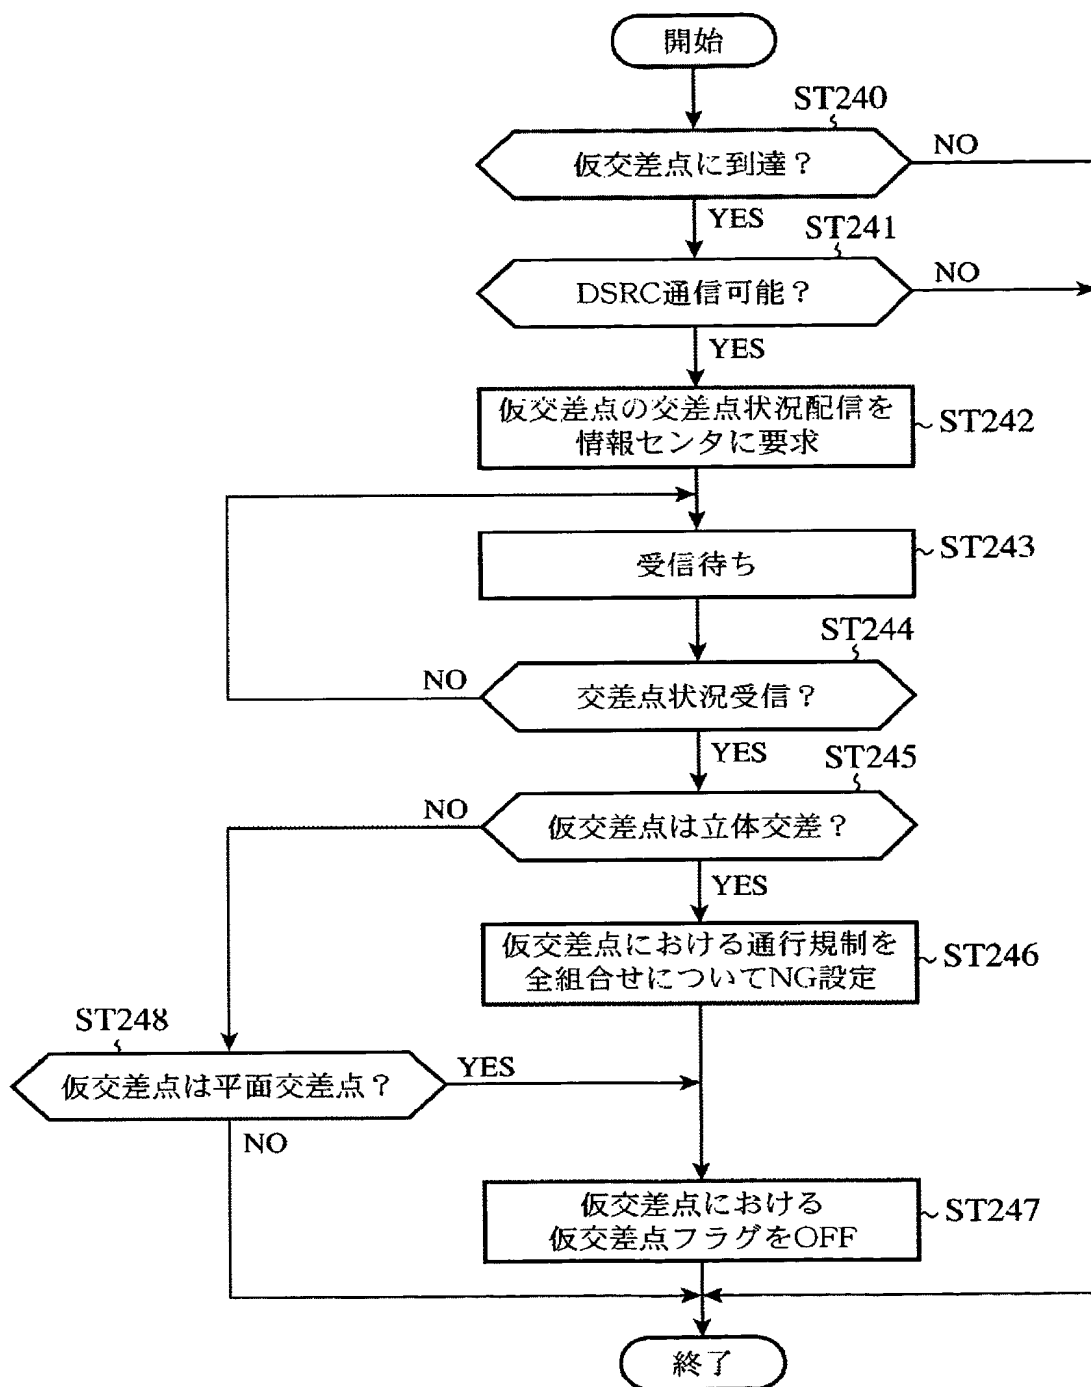 開始
ST240
仮交差点に到達？
NO
YES
ST241
DSRC通信可能？
NO
YES
仮交差点の交差点状況配信を
情報センタに要求
ST242
受信待ち
ST243
ST244
NO
交差点状況受信？
YES
ST245
NO
仮交差点は立体交差？
YES
仮交差点における通行規制を
全組合せについてNG設定
ST246
ST248
仮交差点は平面交差点？
YES
NO
仮交差点における
仮交差点フラグをOFF
ST247
終了